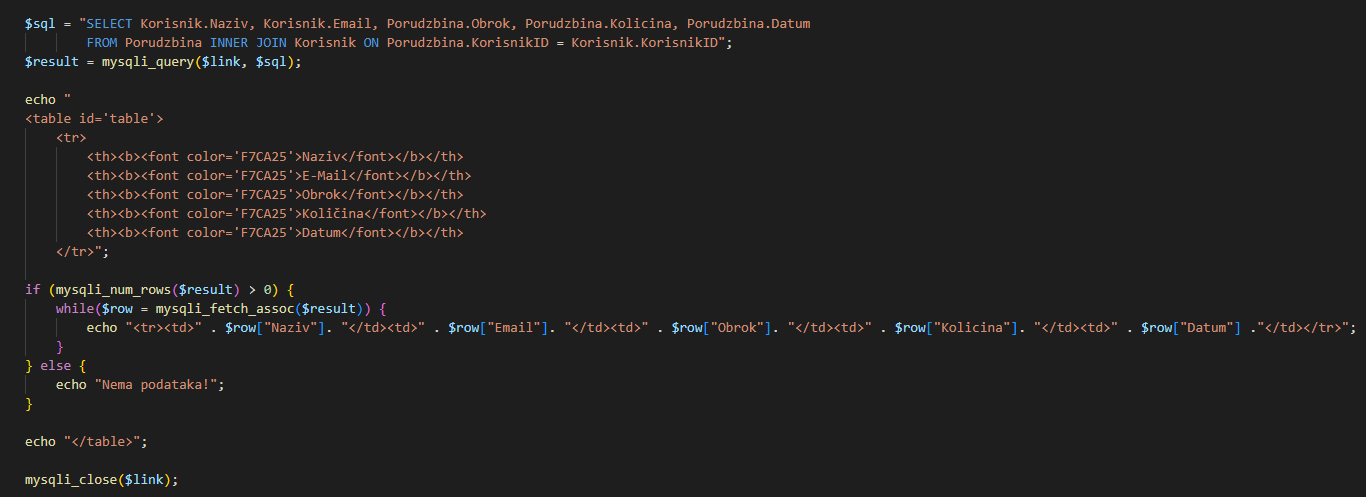 $sql = "SELECT Korisnik.Naziv, Korisnik.Email, Porudzbina.Obrok, Porudzbina.Kolicina, Porudzbina.Datum
        FROM Porudzbina INNER JOIN Korisnik ON Porudzbina.KorisnikID = Korisnik.KorisnikID";
$result = mysqli_query($link, $sql);

echo "
<table id='table'>
    <tr>
        <th><b><font color='F7CA25'>Naziv</font></b></th>
        <th><b><font color='F7CA25'>E-Mail</font></b></th>
        <th><b><font color='F7CA25'>Obrok</font></b></th>
        <th><b><font color='F7CA25'>Količina</font></b></th>
        <th><b><font color='F7CA25'>Datum</font></b></th>
    </tr>";

if (mysqli_num_rows($result) > 0) {
    while($row = mysqli_fetch_assoc($result)) {
        echo "<tr><td>" . $row["Naziv"]. "</td><td>" . $row["Email"]. "</td><td>" . $row["Obrok"]. "</td><td>" . $row["Kolicina"]. "</td><td>" . $row["Datum"] ."</td></tr>";
    }
} else {
    echo "Nema podataka!";
}

echo "</table>";

mysqli_close($link);